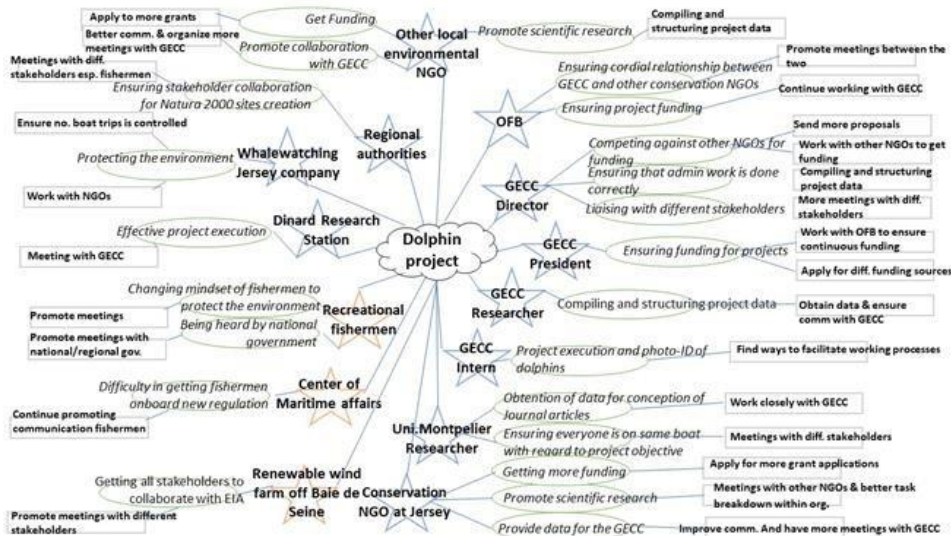 Apply to more grants
Get Funding
Better comm. & organize more
meetings with GECC
Promote collaboration
with GECC
Other local
environmental
NGO
Promote scientific research
Compiling and
structuring project data
Meetings with diff.
stakeholders esp. fishermen
Ensuring stakeholder collaboration
for Natura 2000 sites creation
Regional
authorities
Ensuring cordial relationship between
GECC and other conservation NGOs
Promote meetings between the
two
OFB
Ensuring project funding
Continue working with GECC
Ensure no. boat trips is controlled
Protecting the environment
Whalewatching
Jersey company
Work with NGOs
Competing against other NGOs for
funding
Send more proposals
Work with other NGOs to get
funding
GECC
Director
Ensuring that admin work is done
correctly
Compiling and structuring
project data
Liaising with different stakeholders
More meetings with diff.
stakeholders
Dinard Research
Station
Effective project execution
Meeting with GECC
Dolphin
project
GECC
President
Ensuring funding for projects
Work with OFB to ensure
continuous funding
Apply for diff. funding sources
Changing mindset of fishermen to
protect the environment
Promote meetings
Recreational
fishermen
Being heard by national
government
Promote meetings with
national/regional gov.
GECC
Researcher
Compiling and structuring project data
Obtain data & ensure
comm with GECC
GECC
Intern
Project execution and photo-ID of
dolphins
Find ways to facilitate working processes
Difficulty in getting fishermen
onboard new regulation
Center of
Maritime affairs
Continue promoting
communication fishermen
Uni.Montpelier
Researcher
Obtention of data for conception of
Journal articles
Work closely with GECC
Ensuring everyone is on same boat
with regard to project objective
Meetings with diff. stakeholders
Getting all stakeholders to
collaborate with EIA
Renewable wind
farm off Baie de
Seine
Promote meetings with different
stakeholders
Conservation
NGO at Jersey
Getting more funding
Apply for more grant applications
Promote scientific research
Meetings with other NGOs & better task
breakdown within org.
Provide data for the GECC
Improve comm. And have more meetings with GECC